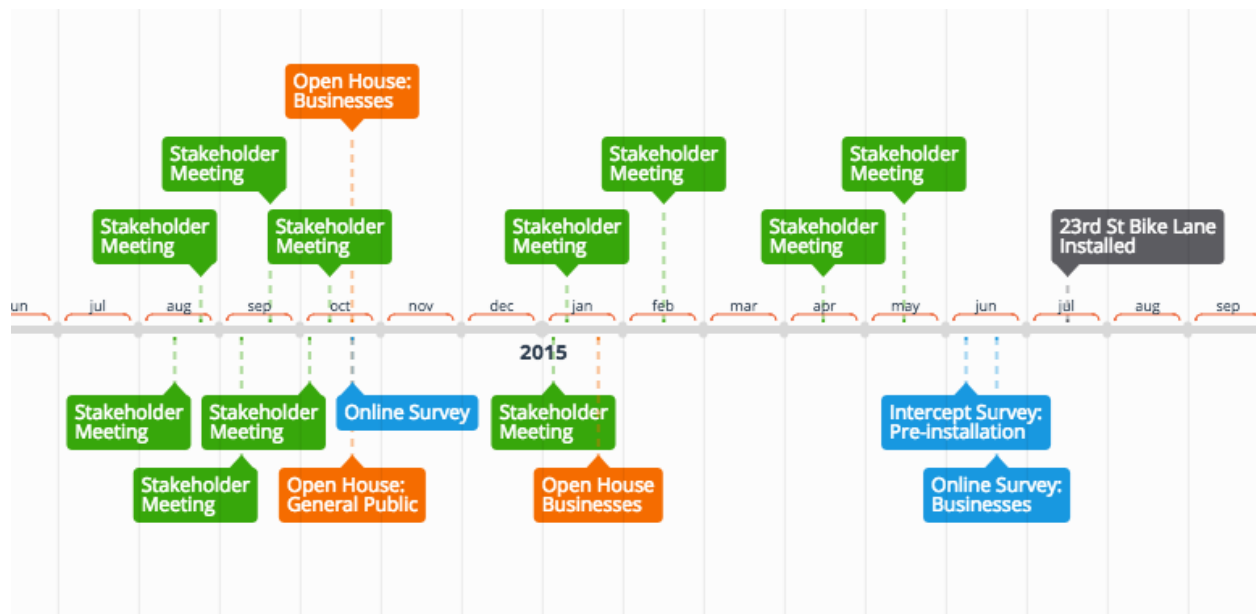 Open House:
Businesses
Stakeholder
Meeting
Stakeholder
Meeting
Stakeholder
Meeting
Stakeholder
Meeting
Stakeholder
Meeting
Stakeholder
Meeting
Stakeholder
Meeting
23rd St Bike Lane
Installed
un jul aug sep oct nov dec jan feb mar apr may jun jul aug sep
2015
Stakeholder
Meeting
Stakeholder
Meeting
Online Survey
Stakeholder
Meeting
Intercept Survey:
Pre-installation
Stakeholder
Meeting
Open House:
General Public
Open House
Businesses
Online Survey:
Businesses